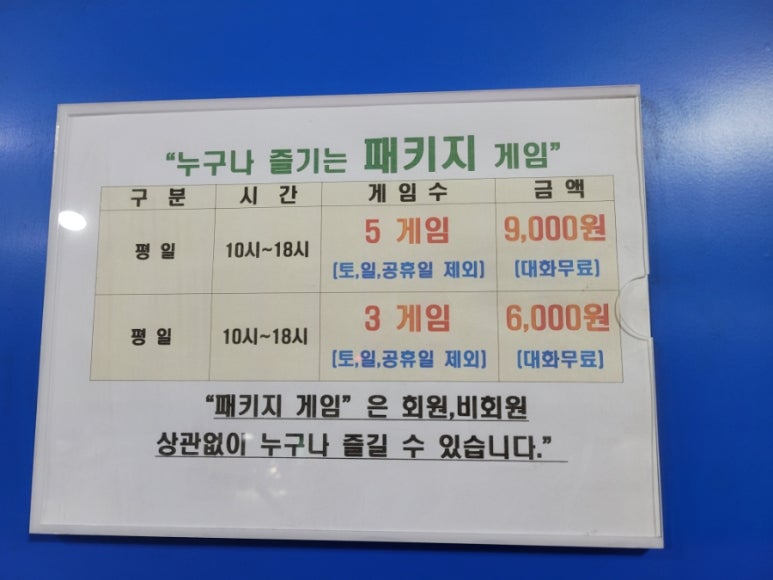 “누구나 즐기는 패키지 게임”
구 분 시 간 게 임 수 금 액
평 일 10시~18시 5 게임 9,000원
(토,일,공휴일 제외) (대화무료)
평 일 10시~18시 3 게임 6,000원
(토,일,공휴일 제외) (대화무료)
“패키지 게임” 은 회원,비회원
상관없이 누구나 즐길 수 있습니다.”